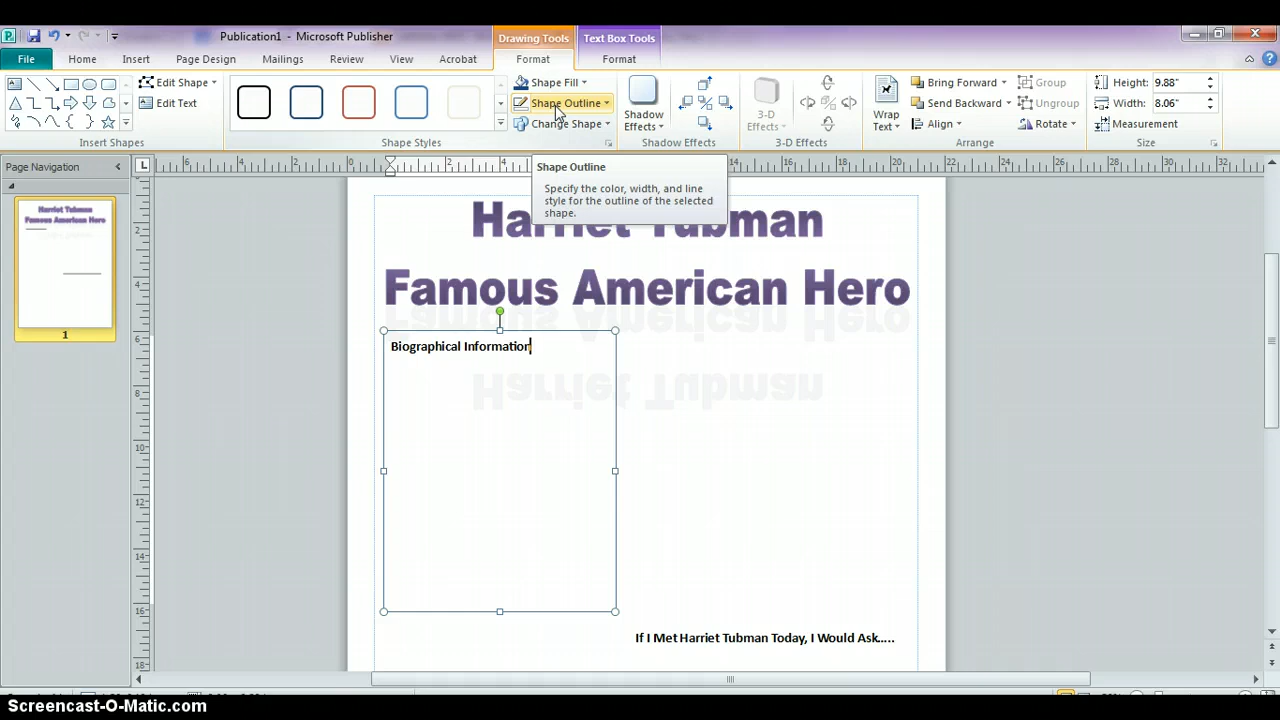 Publication1 - Microsoft Publisher
Drawing Tools
Text Box Tools
File
Home
Insert
Page Design
Mailings
Review
View
Acrobat
Format
Format
Edit Shape
Edit Text
Insert Shapes
Shape Styles
Shape Fill
Shape Outline
Change Shape
Shadow Effects
Shadow Effects
3-D Effects
3-D Effects
Wrap Text
Bring Forward
Send Backward
Align
Group
Ungroup
Rotate
Arrange
Height: 9.88"
Width: 8.06"
Measurement
Size
Page Navigation
Shape Outline
Specify the color, width, and line
style for the outline of the selected
shape.
1
Harriet Tubman
Famous American Hero
Biographical Information
If I Met Harriet Tubman Today, I Would Ask.....
Screencast-O-Matic.com